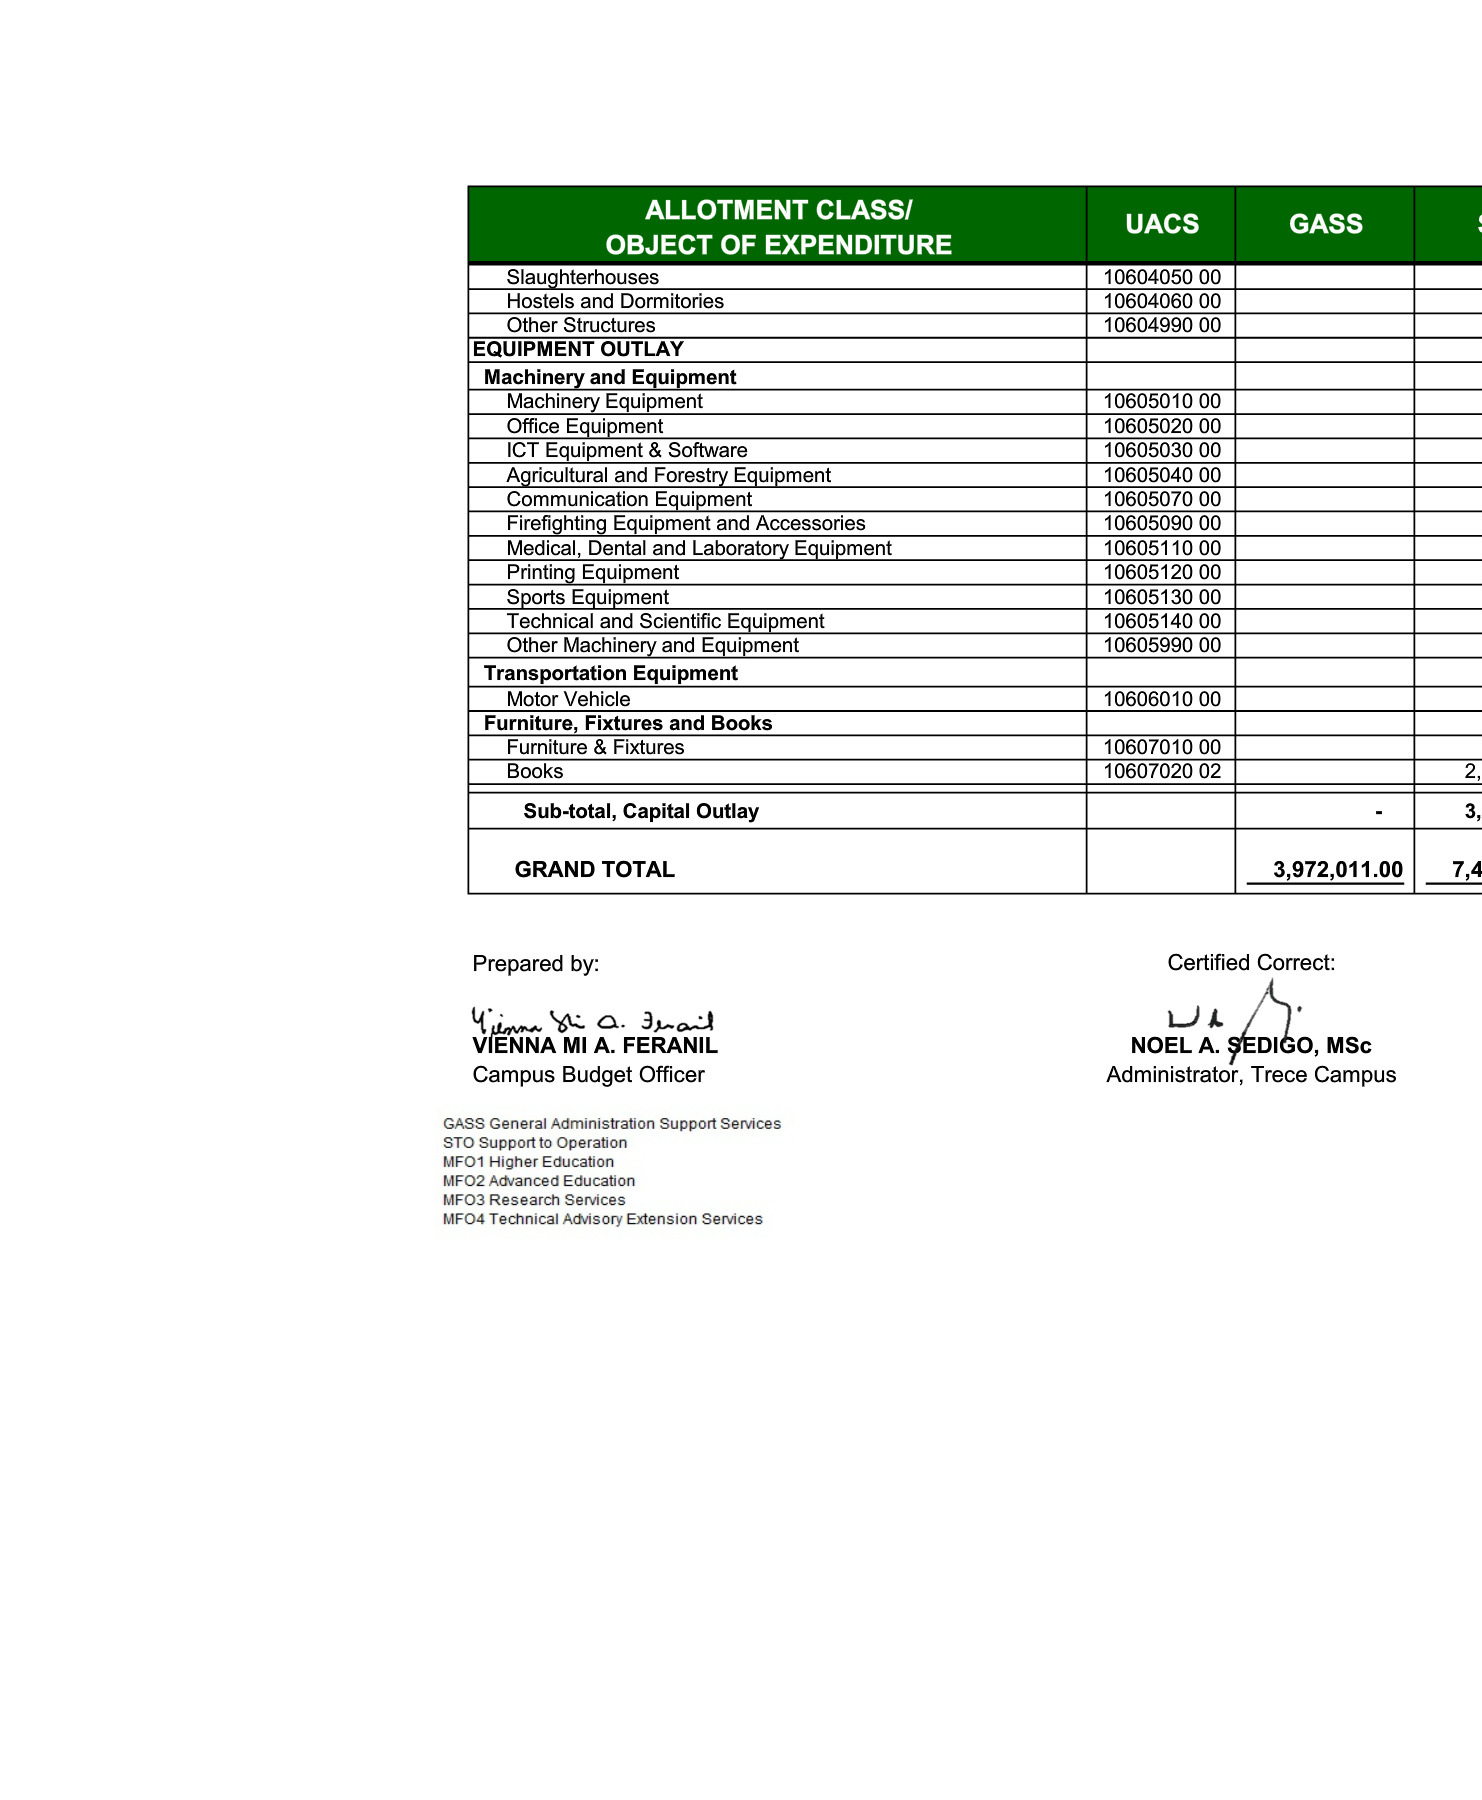 ALLOTMENT CLASS/
OBJECT OF EXPENDITURE
UACS
GASS
Slaughterhouses 10604050 00
Hostels and Dormitories 10604060 00
Other Structures 10604990 00
EQUIPMENT OUTLAY
Machinery and Equipment
Machinery Equipment 10605010 00
Office Equipment 10605020 00
ICT Equipment & Software 10605030 00
Agricultural and Forestry Equipment 10605040 00
Communication Equipment 10605070 00
Firefighting Equipment and Accessories 10605090 00
Medical, Dental and Laboratory Equipment 10605110 00
Printing Equipment 10605120 00
Sports Equipment 10605130 00
Technical and Scientific Equipment 10605140 00
Other Machinery and Equipment 10605990 00
Transportation Equipment
Motor Vehicle 10606010 00
Furniture, Fixtures and Books
Furniture & Fixtures 10607010 00
Books 10607020 02 2,
Sub-total, Capital Outlay - 3,
GRAND TOTAL 3,972,011.00 7,4
Prepared by:
Certified Correct:
Vienna Mi A. Feranil
VIENNA MI A. FERANIL
NOEL A. SEDIGO, MSc
Campus Budget Officer
Administrator, Trece Campus
GASS General Administration Support Services
STO Support to Operation
MFO1 Higher Education
MFO2 Advanced Education
MFO3 Research Services
MFO4 Technical Advisory Extension Services